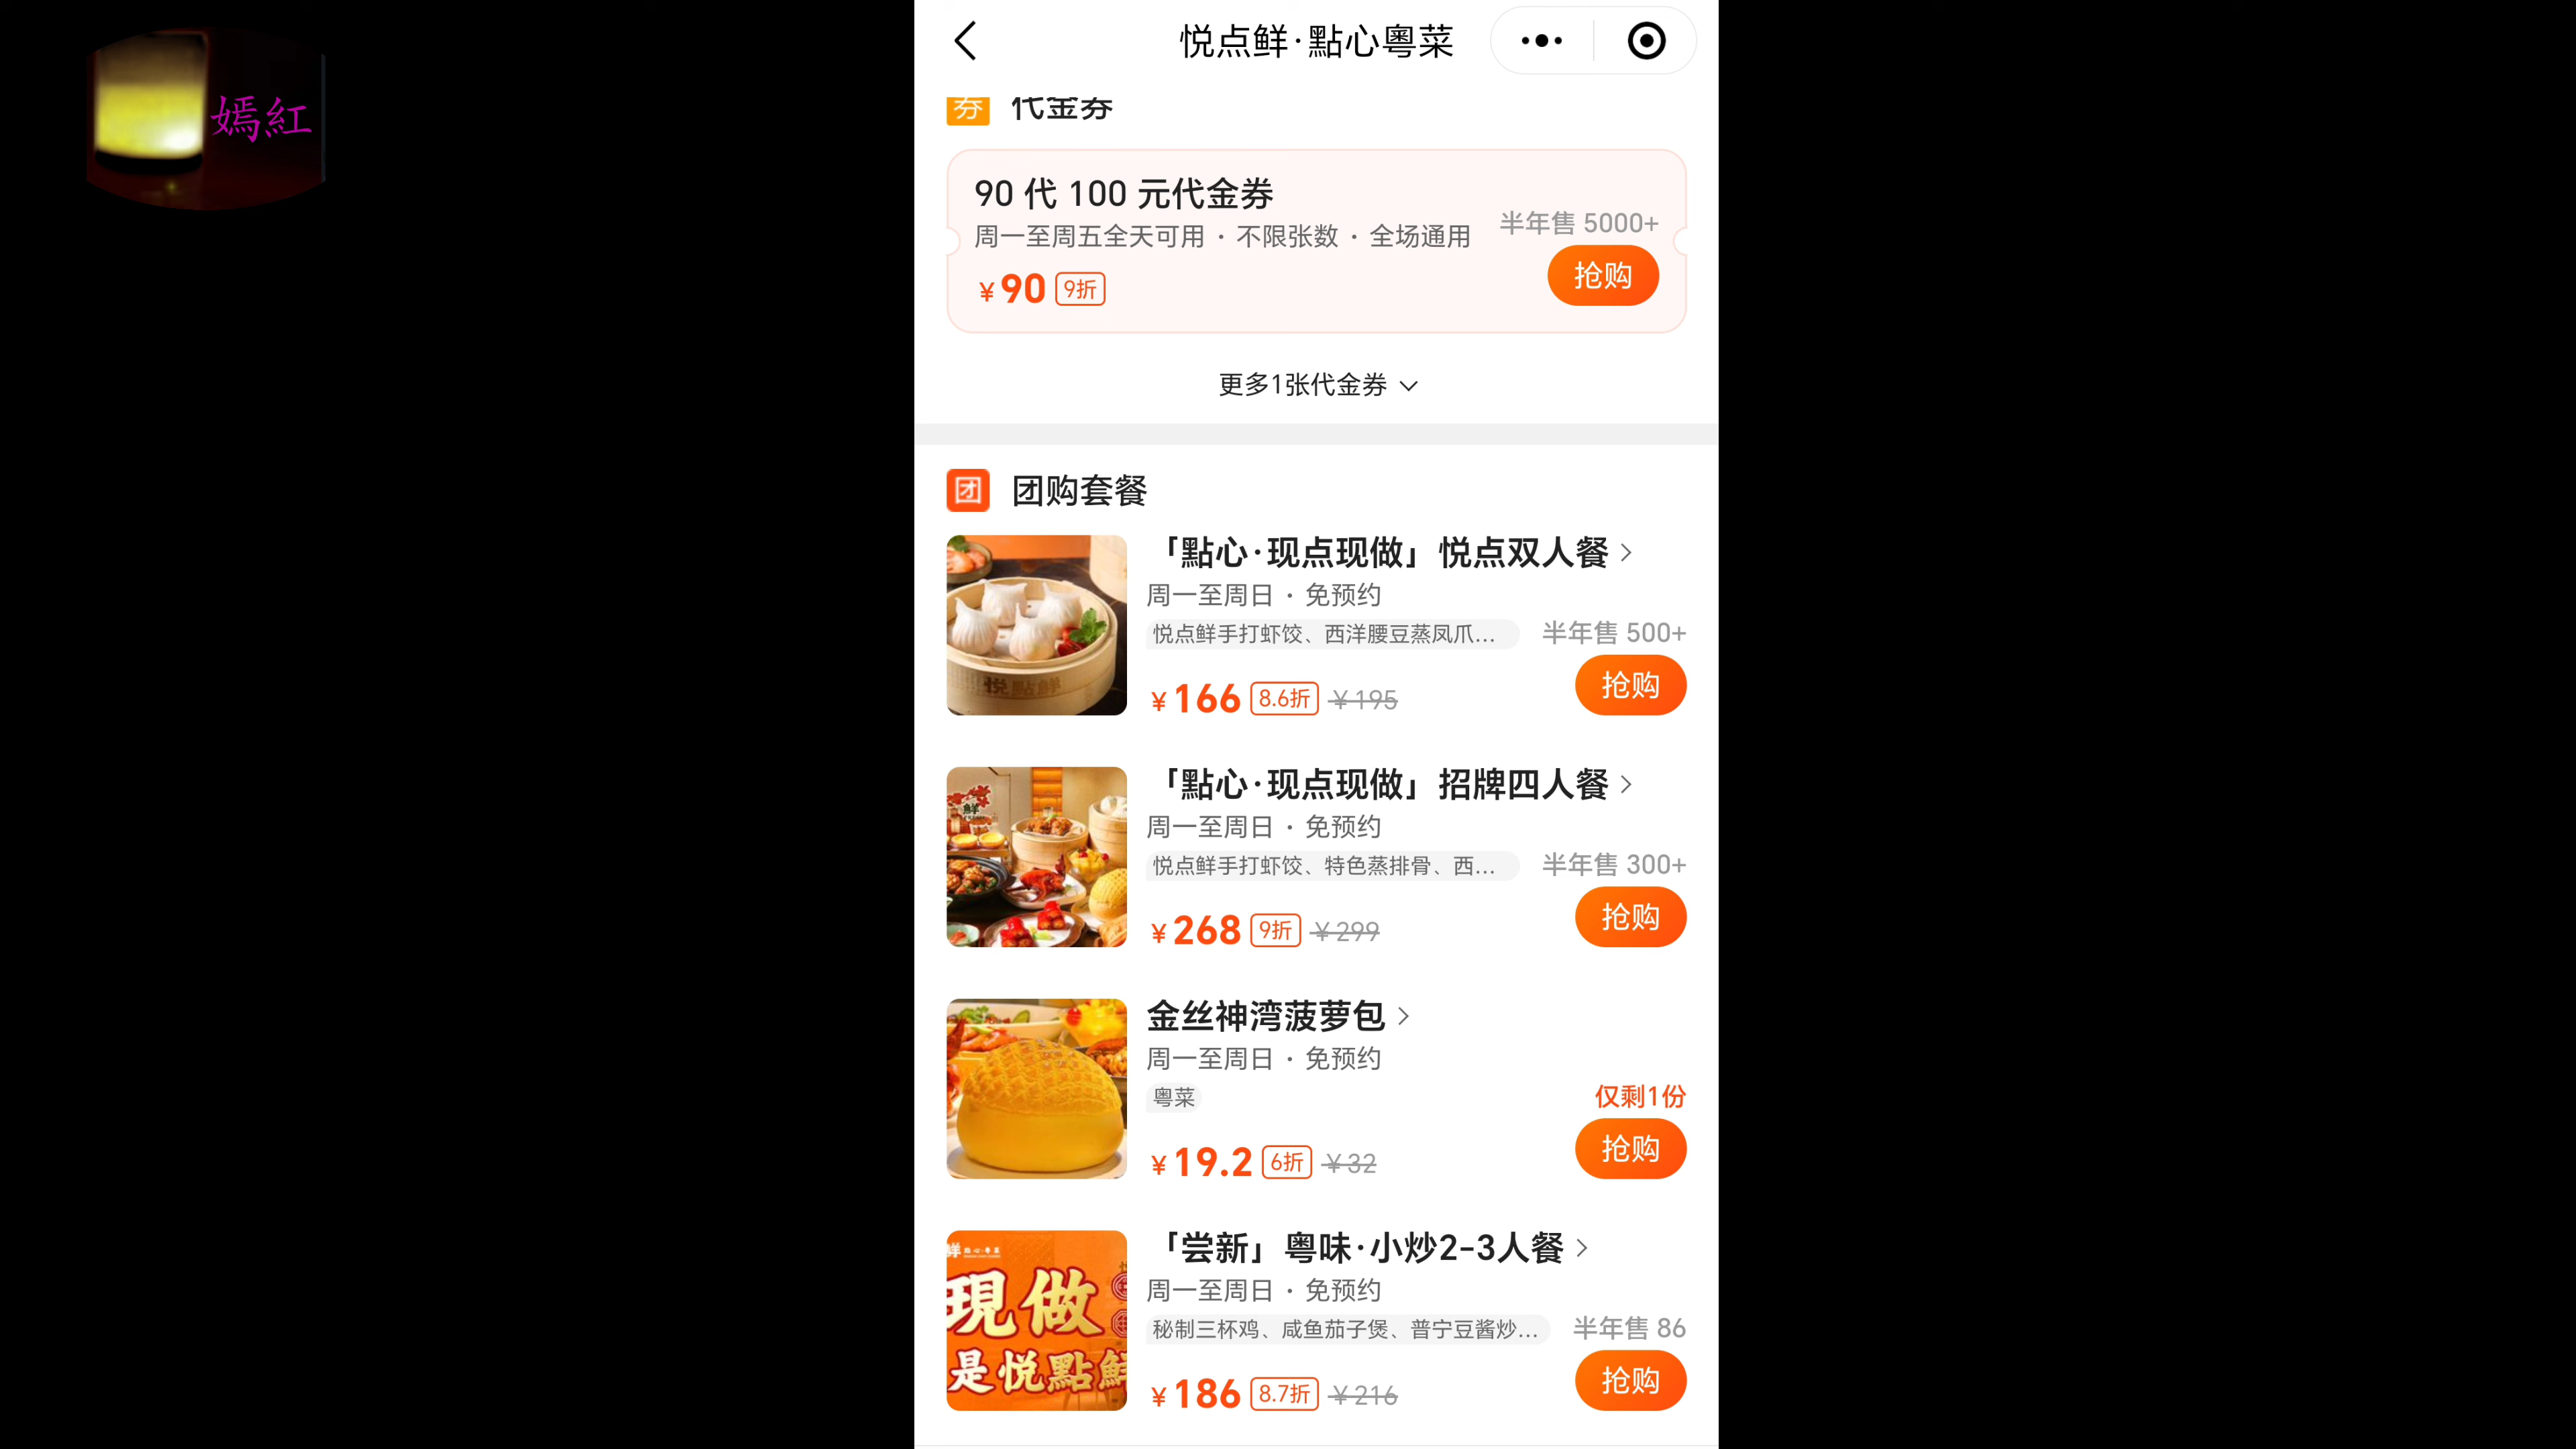 嫣紅
悦点鲜·點心粤菜
券 代金券
90 代 100 元代金券
周一至周五全天可用 · 不限张数 · 全场通用
半年售 5000+
¥90 9折
抢购
更多1张代金券
团 团购套餐
「點心·现点现做」悦点双人餐
周一至周日 · 免预约
悦点鲜手打虾饺、西洋腰豆蒸凤爪...
半年售 500+
¥166 8.6折 ¥195
抢购
悦點鮮
「點心·现点现做」招牌四人餐
周一至周日 · 免预约
悦点鲜手打虾饺、特色蒸排骨、西...
半年售 300+
¥268 9折 ¥299
抢购
鮮
金丝神湾菠萝包
周一至周日 · 免预约
粤菜
仅剩1份
¥19.2 6折 ¥32
抢购
「尝新」粤味·小炒2-3人餐
周一至周日 · 免预约
秘制三杯鸡、咸鱼茄子煲、普宁豆酱炒...
半年售 86
¥186 8.7折 ¥216
抢购
鲜 點心·粤菜
現做
是悦點鮮